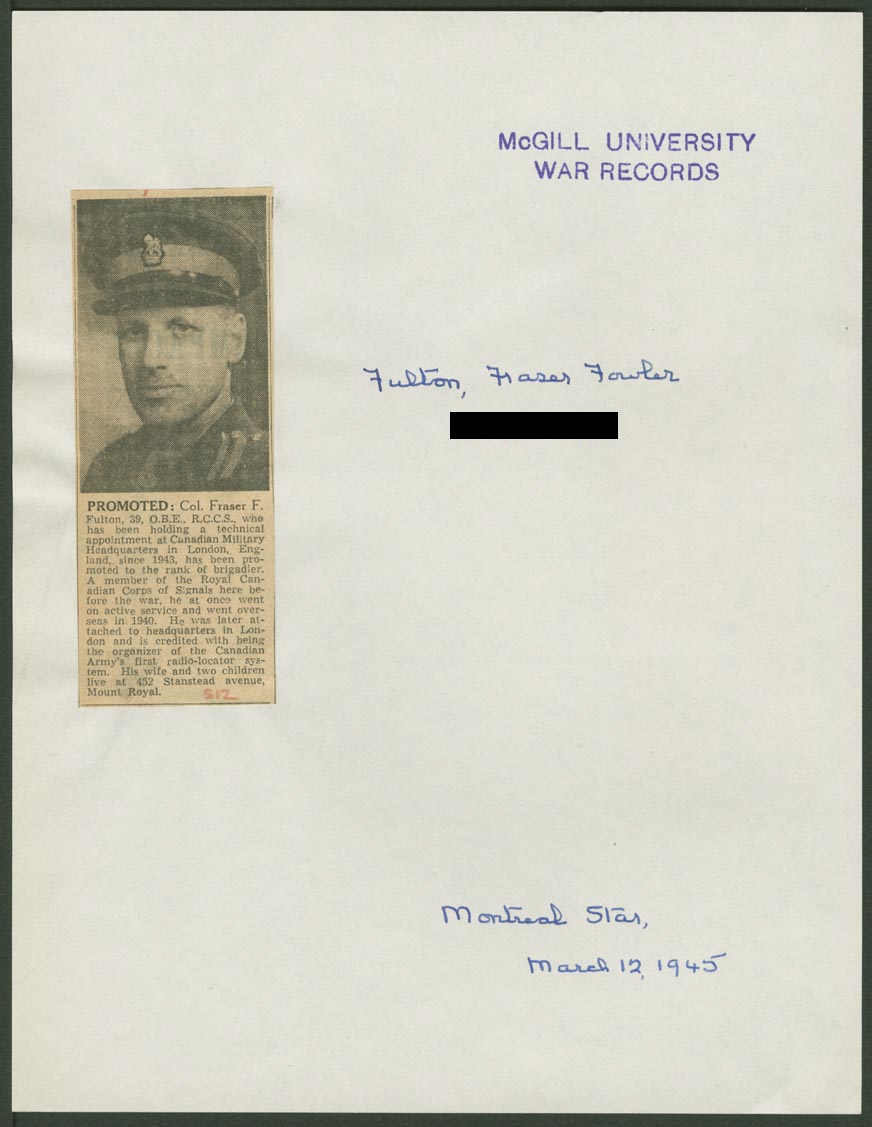 McGILL UNIVERSITY
WAR RECORDS
Fulton, Fraser Fowler
PROMOTED: Col. Fraser F.
Fulton, 39, O.B.E., R.C.C.S., who
has been holding a technical
appointment at Canadian Military
Headquarters in London, Eng-
land, since 1943, has been pro-
moted to the rank of brigadier.
A member of the Royal Can-
adian Corps of Signals here be-
fore the war, he at once went
on active service and went over-
seas in 1940. He was later at-
tached to headquarters in Lon-
don and is credited with being
the organizer of the Canadian
Army's first radio-locator sys-
tem. His wife and two children
live at 452 Stanstead avenue,
Mount Royal.
512
Montreal Star,
March 12, 1945